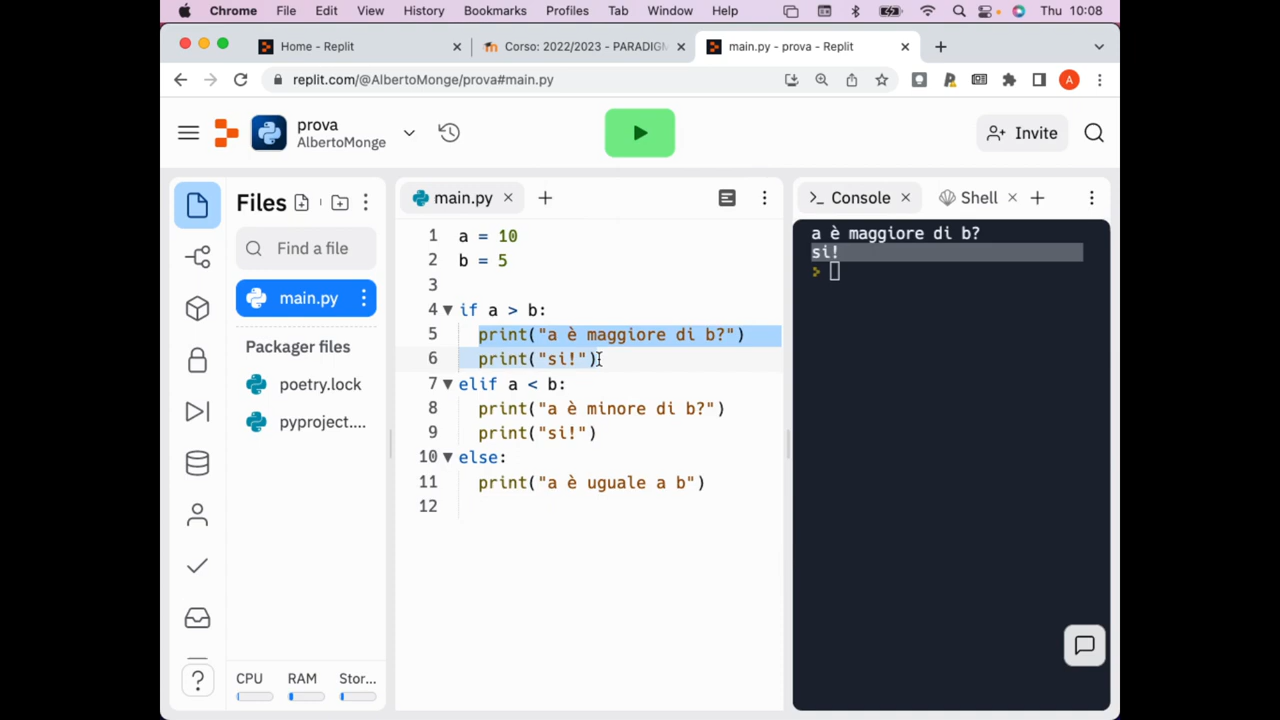 Chrome File Edit View History Bookmarks Profiles Tab Window Help Thu 10:08
Home - Replit
Corso: 2022/2023 - PARADIGM
main.py - prova - Replit
replit.com/@AlbertoMonge/prova#main.py
A
prova
AlbertoMonge
Invite
Files
Find a file
main.py
Packager files
poetry.lock
pyproject....
CPU RAM Stor...
main.py
1 a = 10
2 b = 5
3
4 if a > b:
5 print("a è maggiore di b?")
6 print("si!")
7 elif a < b:
8 print("a è minore di b?")
9 print("si!")
10 else:
11 print("a è uguale a b")
12
>_ Console
Shell
a è maggiore di b?
si!
>